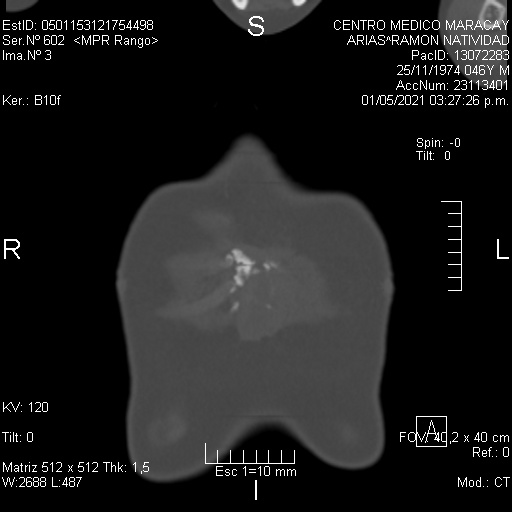 EstID: 0501153121754498
Ser.Nº 602 <MPR Rango>
Ima.Nº 3
Ker.: B10f
S
CENTRO MEDICO MARACAY
ARIAS^RAMON NATIVIDAD
PacID: 13072283
25/11/1974 046Y M
AccNum: 23113401
01/05/2021 03:27:26 p.m.
Spin: -0
Tilt: 0
R
L
KV: 120
Tilt: 0
Matriz 512 x 512 Thk: 1,5
W:2688 L:487
Esc 1=10 mm
I
A
FOV 40,2 x 40 cm
Ref.: 0
Mod.: CT